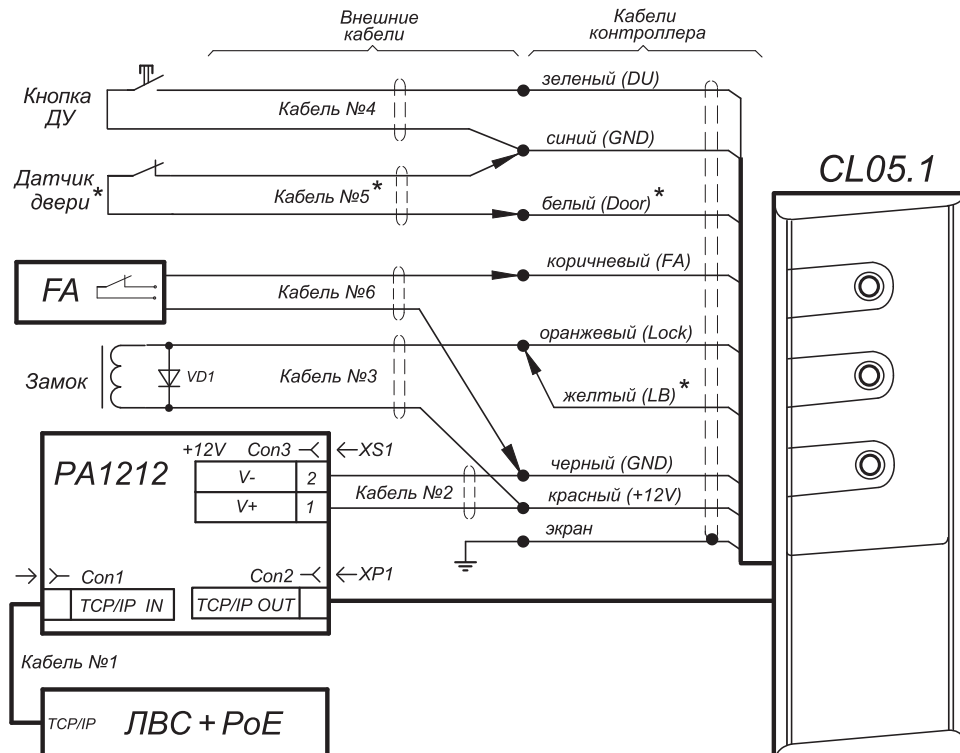 Внешние
кабели
Кабели
контроллера
зеленый (DU)
Кнопка
ДУ
Кабель №4
синий (GND)
CL05.1
Датчик
двери*
Кабель №5*
белый (Door)*
коричневый (FA)
FA
Кабель №6
оранжевый (Lock)
Замок
VD1
Кабель №3
желтый (LB)*
+12V Con3 XS1
PA1212
V- 2
черный (GND)
Кабель №2
V+ 1
красный (+12V)
экран
Con1
Con2 XP1
TCP/IP IN
TCP/IP OUT
Кабель №1
TCP/IP
ЛВС + PoE